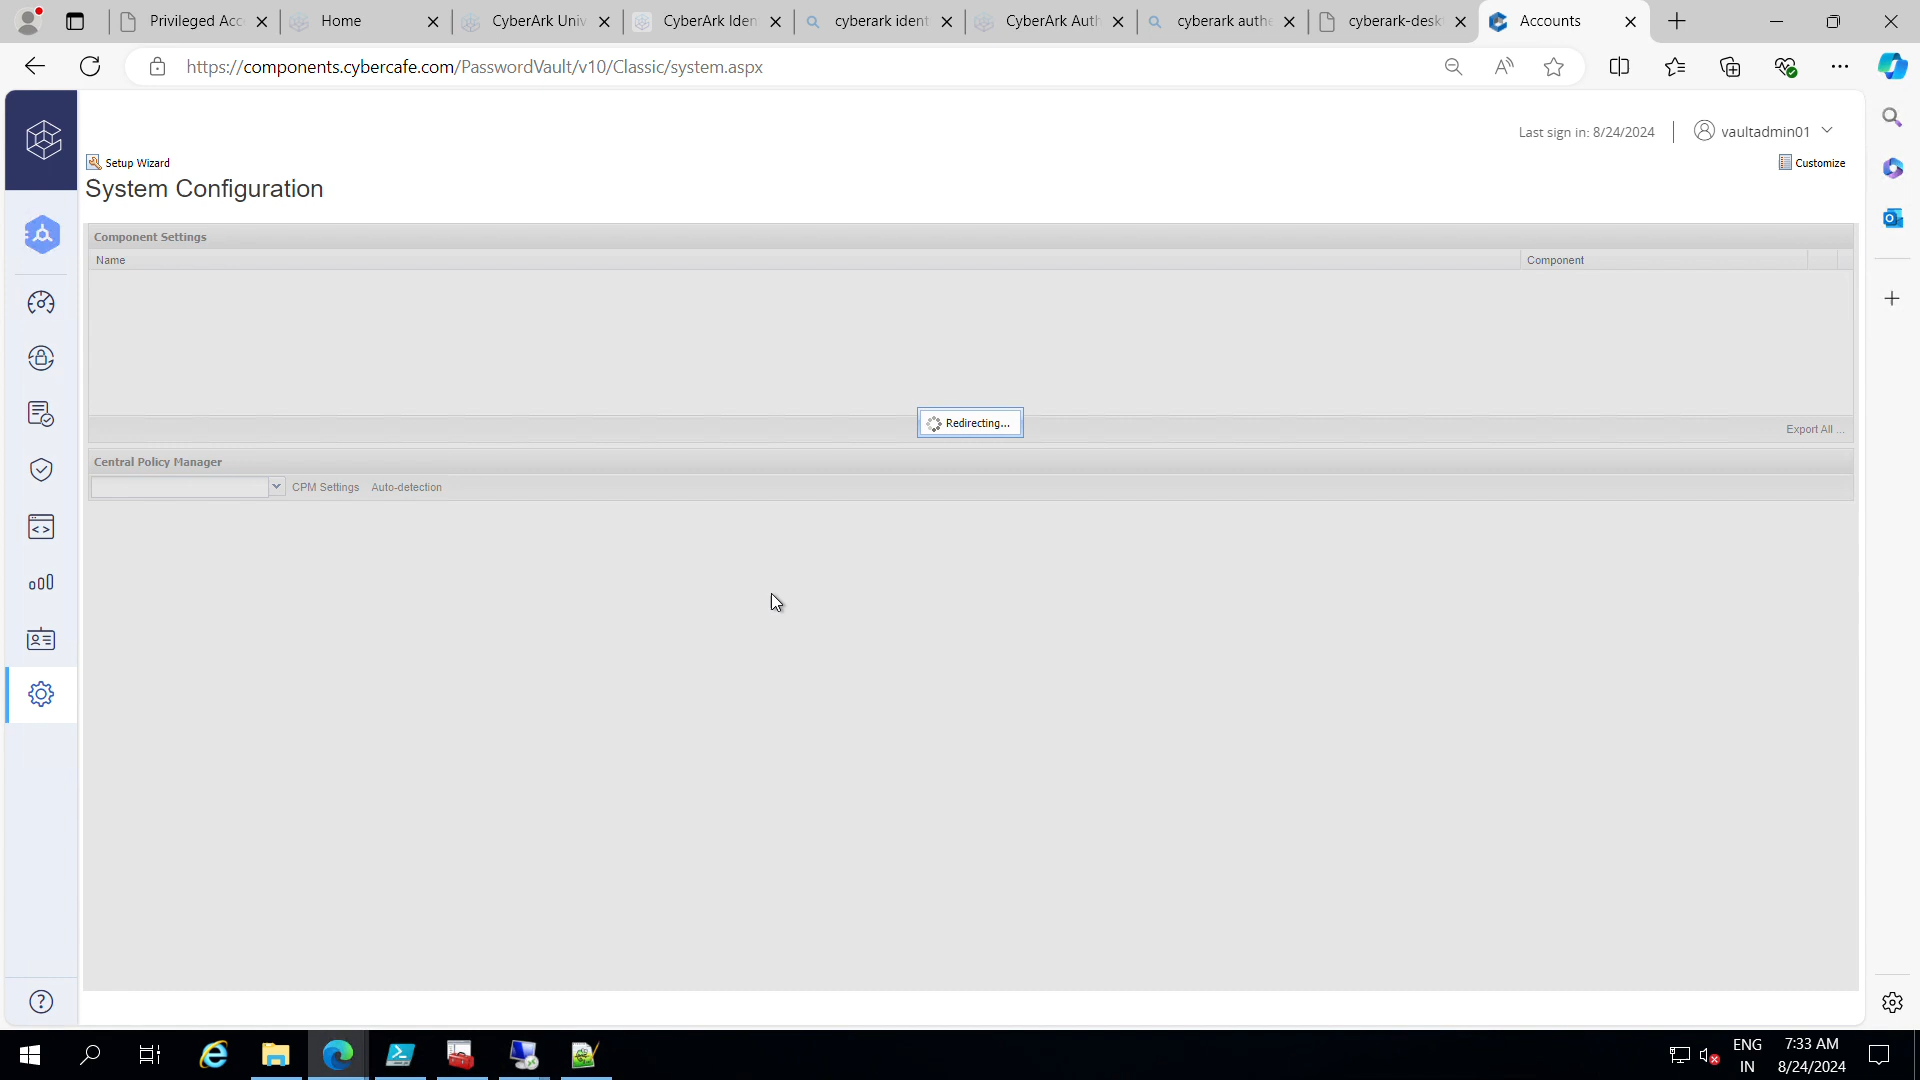 Privileged Acc
Home
CyberArk Univ
CyberArk Iden
cyberark ident
CyberArk Auth
cyberark authe
cyberark-desk
Accounts
https://components.cybercafe.com/PasswordVault/v10/Classic/system.aspx
Last sign in: 8/24/2024
vaultadmin01
Setup Wizard
Customize
System Configuration
Component Settings
Name
Component
Redirecting...
Export All ...
Central Policy Manager
CPM Settings
Auto-detection
ENG
IN
7:33 AM
8/24/2024